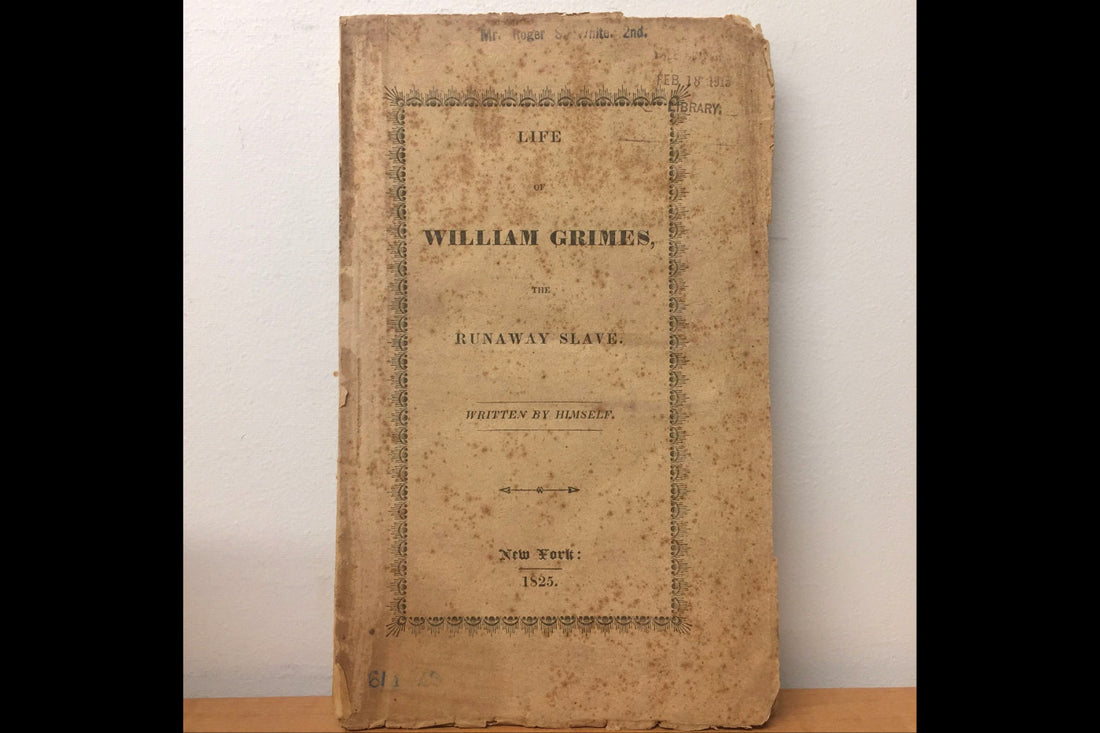 Mr. Roger S. White. 2nd.
FEB 18 1913
LIBRARY.
LIFE
OF
WILLIAM GRIMES,
THE
RUNAWAY SLAVE.
WRITTEN BY HIMSELF.
New York:
1825.